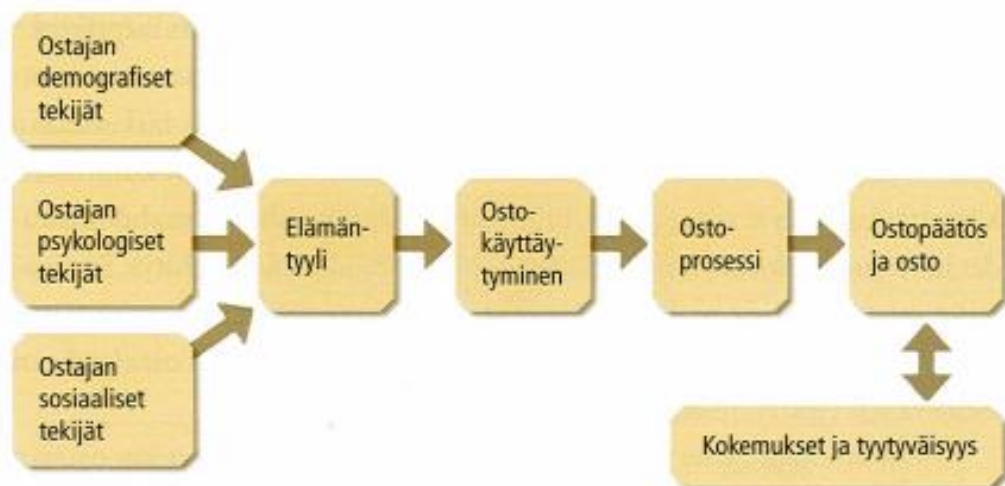 Ostajan
demografiset
tekijät
Ostajan
psykologiset
tekijät
Ostajan
sosiaaliset
tekijät
Elämän-
tyyli
Osto-
käyttäy-
tyminen
Osto-
prosessi
Ostopäätös
ja osto
Kokemukset ja tyytyväisyys